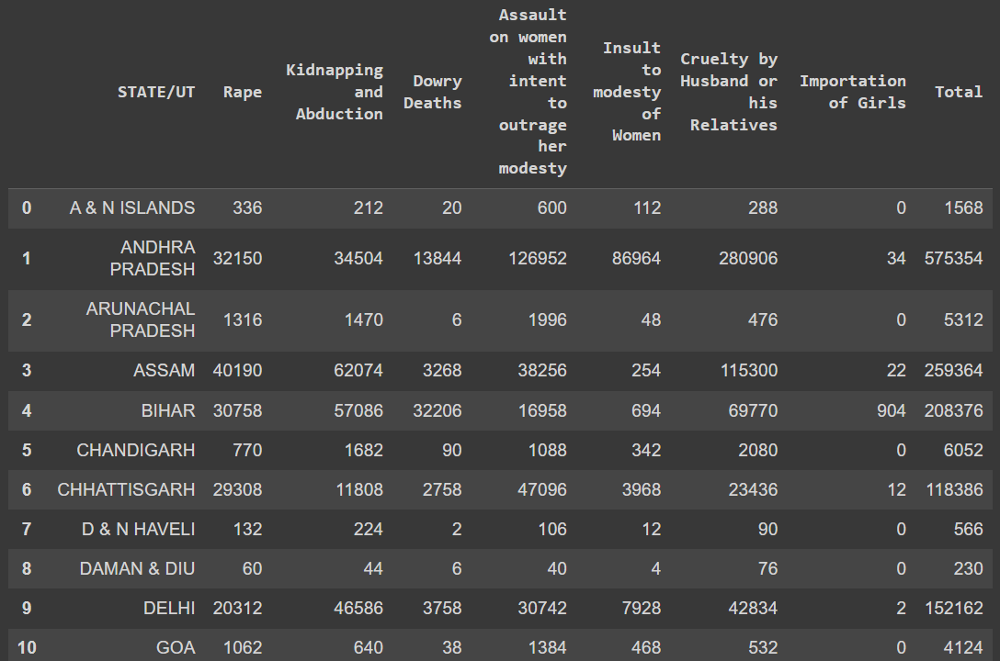 STATE/UT Rape Kidnapping and Abduction Dowry Deaths Assault on women with intent to outrage her modesty Insult to modesty of Women Cruelty by Husband or his Relatives Importation of Girls Total
0 A & N ISLANDS 336 212 20 600 112 288 0 1568
1 ANDHRA PRADESH 32150 34504 13844 126952 86964 280906 34 575354
2 ARUNACHAL PRADESH 1316 1470 6 1996 48 476 0 5312
3 ASSAM 40190 62074 3268 38256 254 115300 22 259364
4 BIHAR 30758 57086 32206 16958 694 69770 904 208376
5 CHANDIGARH 770 1682 90 1088 342 2080 0 6052
6 CHHATTISGARH 29308 11808 2758 47096 3968 23436 12 118386
7 D & N HAVELI 132 224 2 106 12 90 0 566
8 DAMAN & DIU 60 44 6 40 4 76 0 230
9 DELHI 20312 46586 3758 30742 7928 42834 2 152162
10 GOA 1062 640 38 1384 468 532 0 4124